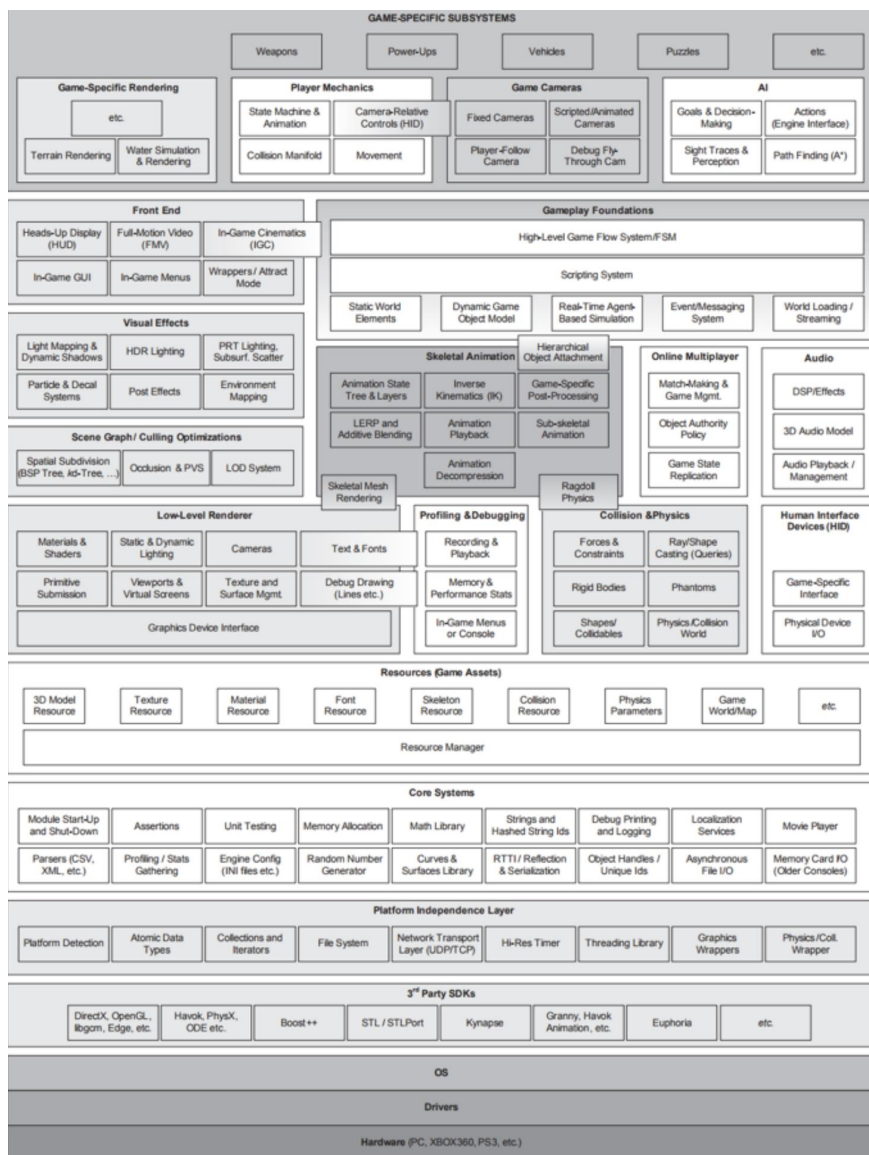 GAME-SPECIFIC SUBSYSTEMS
Weapons
Power-Ups
Vehicles
Puzzles
etc.
Game-Specific Rendering
etc.
Terrain Rendering
Water Simulation
& Rendering
Player Mechanics
State Machine &
Animation
Camera-Relative
Controls (HID)
Collision Manifold
Movement
Game Cameras
Fixed Cameras
Scripted/Animated
Cameras
Player-Follow
Camera
Debug Fly-
Through Cam
AI
Goals & Decision-
Making
Actions
(Engine Interface)
Sight Traces &
Perception
Path Finding (A*)
Front End
Heads-Up Display
(HUD)
Full-Motion Video
(FMV)
In-Game Cinematics
(IGC)
In-Game GUI
In-Game Menus
Wrappers / Attract
Mode
Gameplay Foundations
High-Level Game Flow System/FSM
Scripting System
Static World
Elements
Dynamic Game
Object Model
Real-Time Agent-
Based Simulation
Event/Messaging
System
World Loading /
Streaming
Visual Effects
Light Mapping &
Dynamic Shadows
HDR Lighting
PRT Lighting,
Subsurf. Scatter
Particle & Decal
Systems
Post Effects
Environment
Mapping
Skeletal Animation
Hierarchical
Object Attachment
Animation State
Tree & Layers
Inverse
Kinematics (IK)
Game-Specific
Post-Processing
LERP and
Additive Blending
Animation
Playback
Sub-skeletal
Animation
Animation
Decompression
Skeletal Mesh
Rendering
Ragdoll
Physics
Online Multiplayer
Match-Making &
Game Mgmt.
Object Authority
Policy
Game State
Replication
Audio
DSP/Effects
3D Audio Model
Audio Playback /
Management
Scene Graph / Culling Optimizations
Spatial Subdivision
(BSP Tree, kd-Tree, …)
Occlusion & PVS
LOD System
Low-Level Renderer
Materials &
Shaders
Static & Dynamic
Lighting
Cameras
Text & Fonts
Primitive
Submission
Viewports &
Virtual Screens
Texture and
Surface Mgmt.
Debug Drawing
(Lines etc.)
Graphics Device Interface
Profiling & Debugging
Recording &
Playback
Memory &
Performance Stats
In-Game Menus
or Console
Collision & Physics
Forces &
Constraints
Ray/Shape
Casting (Queries)
Rigid Bodies
Phantoms
Shapes/
Collidables
Physics/Collision
World
Human Interface
Devices (HID)
Game-Specific
Interface
Physical Device
I/O
Resources (Game Assets)
3D Model
Resource
Texture
Resource
Material
Resource
Font
Resource
Skeleton
Resource
Collision
Resource
Physics
Parameters
Game
World/Map
etc.
Resource Manager
Core Systems
Module Start-Up
and Shut-Down
Assertions
Unit Testing
Memory Allocation
Math Library
Strings and
Hashed String Ids
Debug Printing
and Logging
Localization
Services
Movie Player
Parsers (CSV,
XML, etc.)
Profiling / Stats
Gathering
Engine Config
(INI files etc.)
Random Number
Generator
Curves &
Surfaces Library
RTTI / Reflection
& Serialization
Object Handles /
Unique Ids
Asynchronous
File I/O
Memory Card I/O
(Older Consoles)
Platform Independence Layer
Platform Detection
Atomic Data
Types
Collections and
Iterators
File System
Network Transport
Layer (UDP/TCP)
Hi-Res Timer
Threading Library
Graphics
Wrappers
Physics/Coll.
Wrapper
3rd Party SDKs
DirectX, OpenGL,
libgcm, Edge, etc.
Havok, PhysX,
ODE etc.
Boost++
STL / STLPort
Kynapse
Granny, Havok
Animation, etc.
Euphoria
etc.
OS
Drivers
Hardware (PC, XBOX360, PS3, etc.)